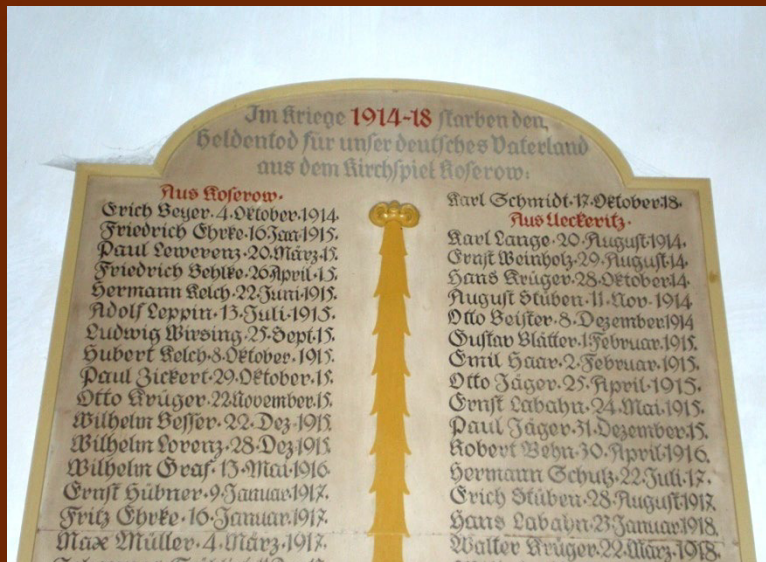 Im Kriege 1914-18 starben den
Heldentod für unser deutsches Vaterland
aus dem Kirchspiel Koserow:
Aus Koserow.
Erich Beyer. 4. Oktober. 1914.
Friedrich Ehrke. 16. Jan. 1915.
Paul Lewerenz. 20. März. 15.
Friedrich Behlke. 26. April. 15.
Hermann Kelch. 22. Juni. 1915.
Adolf Leppin. 13. Juli. 1915.
Ludwig Wirsing. 25. Sept. 15.
Hubert Kelch. 8. Oktober. 1915.
Paul Zickert. 29. Oktober. 15.
Otto Krüger. 22. November. 15.
Wilhelm Besser. 22. Dez. 1915.
Wilhelm Lorenz. 28. Dez. 1915.
Wilhelm Graf. 13. Mai. 1916.
Ernst Hübner. 9. Januar. 1917.
Fritz Ehrke. 16. Januar. 1917.
Max Müller. 4. März. 1917.
Karl Schmidt. 17. Oktober. 18.
Aus Ueckeritz.
Karl Lange. 20. August. 1914.
Ernst Weinholz. 29. August. 14.
Hans Krüger. 28. Oktober. 14.
August Stüben. 11. Nov. 1914
Otto Beister. 8. Dezember. 1914
Gustav Blätter. 1. Februar. 1915.
Emil Haar. 2. Februar. 1915.
Otto Jäger. 25. April. 1915.
Ernst Labahn. 24. Mai. 1915.
Paul Jäger. 31. Dezember. 15.
Robert Behn. 30. April. 1916.
Hermann Schulz. 22. Juli. 17.
Erich Stüben. 28. August. 1917
Hans Labahn. 23. Januar. 1918.
Walter Krüger. 22. März. 1918.